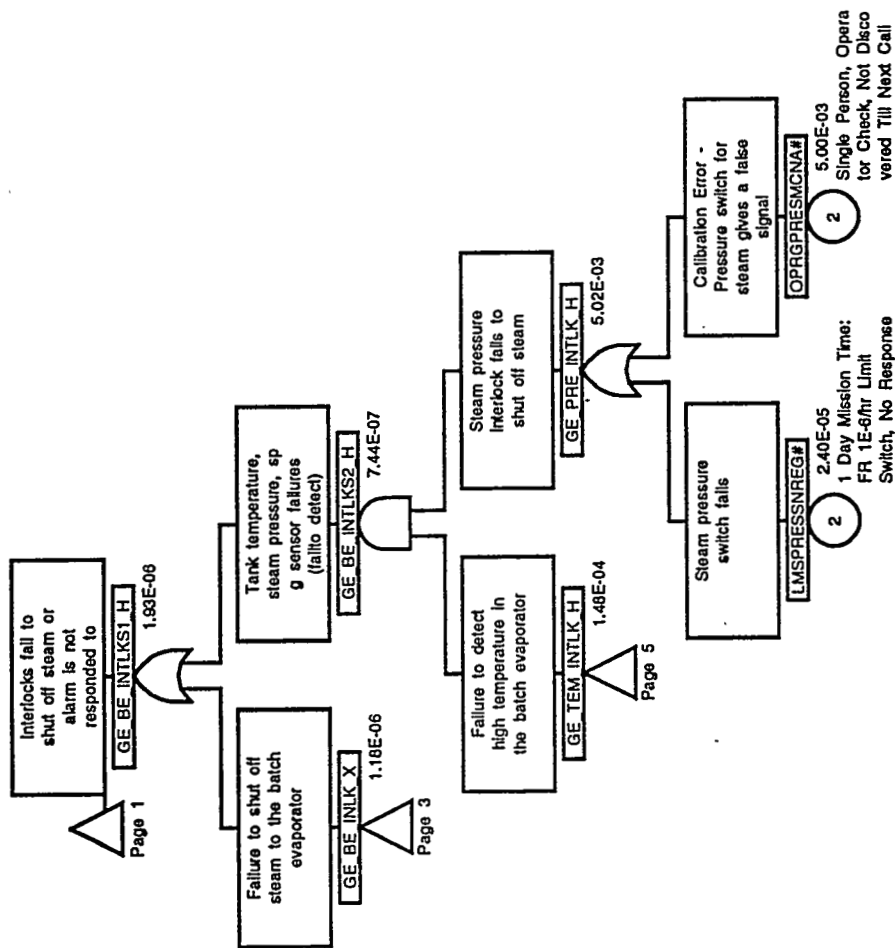 Interlocks fail to
shut off steam or
alarm is not
responded to
GE_BE_INTLKS1_H
1.93E-06
Page 1
Failure to shut off
steam to the batch
evaporator
GE_BE_INLK_X
1.18E-06
Page 3
Tank temperature,
steam pressure, sp
g sensor failures
(failto detect)
GE_BE_INTLKS2_H
7.44E-07
Failure to detect
high temperature in
the batch evaporator
GE_TEM_INTLK_H
1.48E-04
Page 5
Steam pressure
Interlock fails to
shut off steam
GE_PRE_INTLK_H
5.02E-03
Steam pressure
switch fails
LMSPRESSNREG#
2
2.40E-05
1 Day Mission Time:
FR 1E-6/hr Limit
Switch, No Response
Calibration Error -
Pressure switch for
steam gives a false
signal
OPRGPRESMCNA#
2
5.00E-03
Single Person, Opera
tor Check, Not Disco
vered Till Next Call